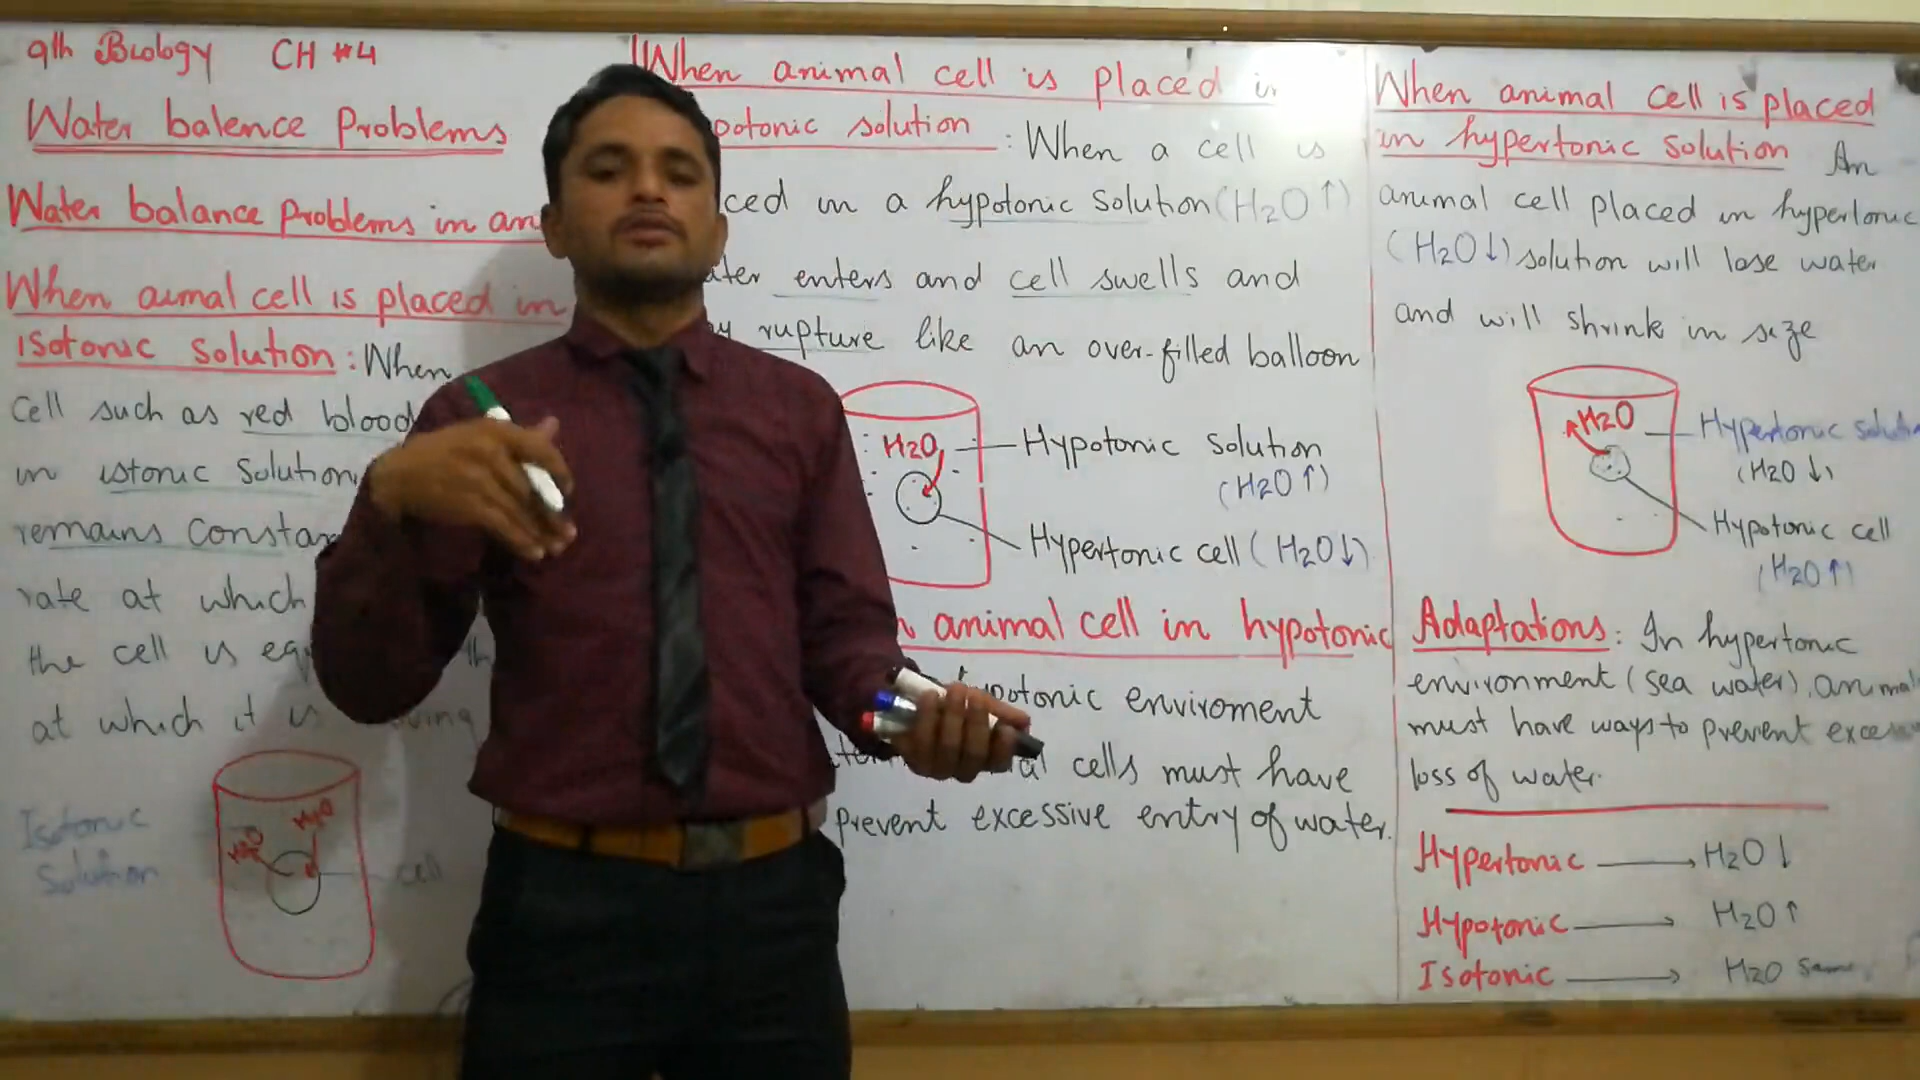 9th Biology CH #4
Water balence Problems
Water balance Problems in an
When aimal cell is placed in
isotonic solution: When
Cell such as red blood
in istonic solution
remains constan
rate at which
the cell is eq
at which it is
H2O H2O
Isotonic
Solution
cell
When animal cell is placed in
potonic solution : When a cell is
ced in a hypotonic solution (H2O ↑)
ter enters and cell swells and
y rupture like an over-filled balloon
H2O
Hypotonic solution
(H2O ↑)
Hypertonic cell (H2O ↓)
n animal cell in hypotonic
potonic enviroment
al cells must have
prevent excessive entry of water.
When animal cell is placed
in hypertonic solution An
animal cell placed in hypertonic
(H2O ↓) solution will lose water
and will shrink in size
H2O
Hypertonic solution
(H2O ↓)
Hypotonic cell
(H2O ↑)
Adaptations: In hypertonic
environment (sea water), animal
must have ways to prevent exces
loss of water.
Hypertonic → H2O ↓
Hypotonic → H2O ↑
Isotonic → H2O Same